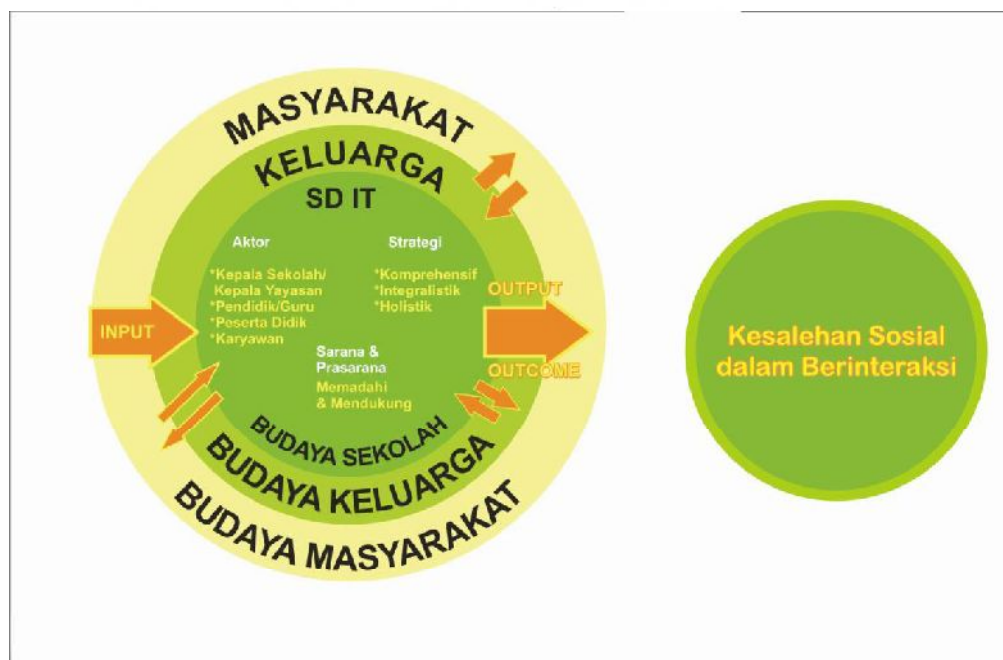 MASYARAKAT
KELUARGA
SD IT
Aktor
*Kepala Sekolah/
Kepala Yayasan
*Pendidik/Guru
*Peserta Didik
*Karyawan
Strategi
*Komprehensif
*Integralistik
*Holistik
INPUT
OUTPUT
OUTCOME
Sarana &
Prasarana
Memadahi
& Mendukung
BUDAYA SEKOLAH
BUDAYA KELUARGA
BUDAYA MASYARAKAT
Kesalehan Sosial
dalam Berinteraksi